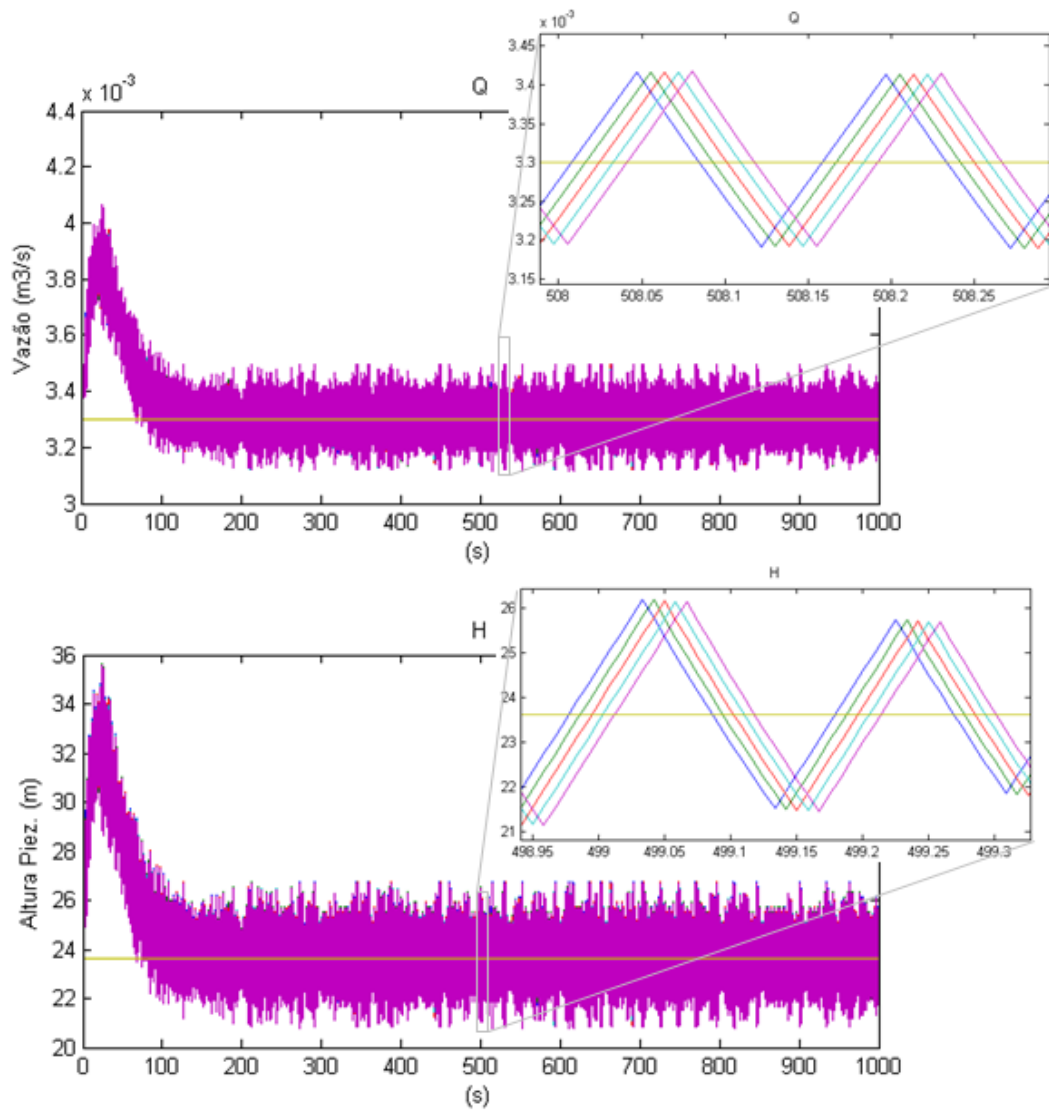 Q
x 10^-3
3.45
3.4
3.35
3.3
3.25
3.2
3.15
508 508.05 508.1 508.15 508.2 508.25
Q
x 10^-3
4.4
4.2
4
3.8
3.6
3.4
3.2
3
Vazão (m3/s)
0 100 200 300 400 500 600 700 800 900 1000
(s)
H
26
25
24
23
22
21
498.95 499 499.05 499.1 499.15 499.2 499.25 499.3
H
36
34
32
30
28
26
24
22
20
Altura Piez. (m)
0 100 200 300 400 500 600 700 800 900 1000
(s)